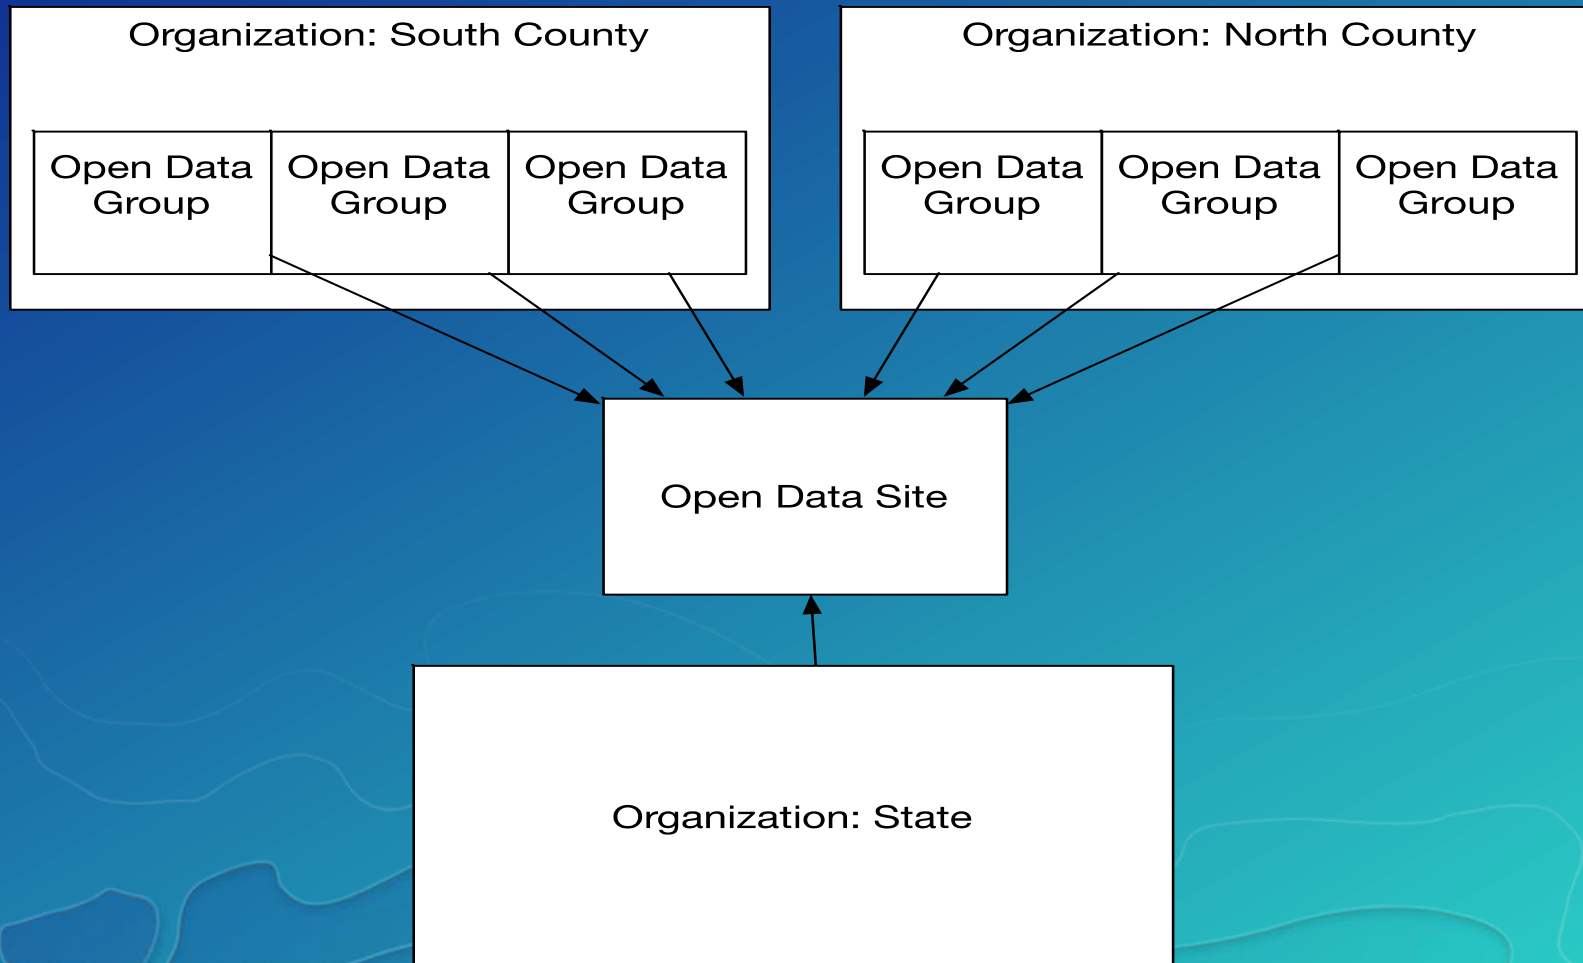 Organization: South County
Open Data
Group
Open Data
Group
Open Data
Group
Organization: North County
Open Data
Group
Open Data
Group
Open Data
Group
Open Data Site
Organization: State